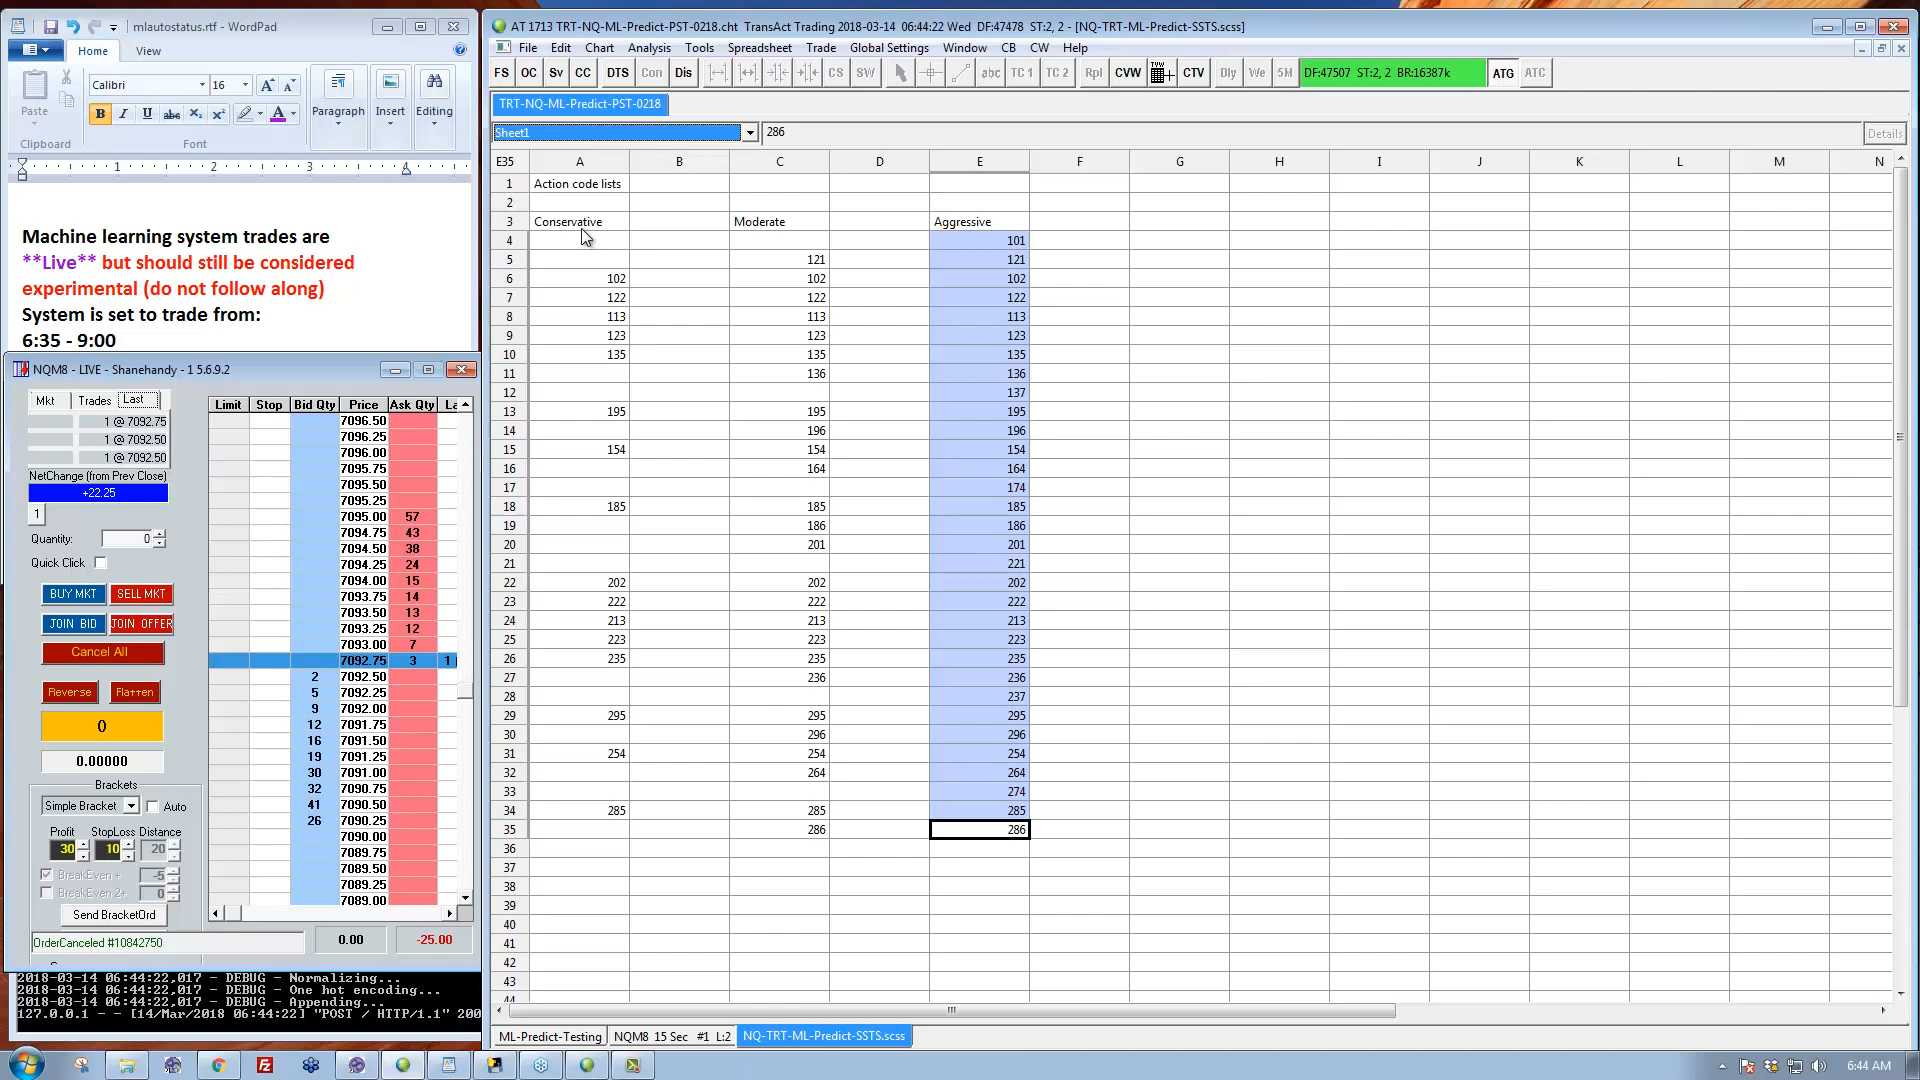 mlautostatus.rtf - WordPad
Home View
Calibri 16
Paste
B I U abc X₂ X² A
Paragraph Insert Editing
Clipboard Font
1 2 3 4
Machine learning system trades are
**Live** but should still be considered
experimental (do not follow along)
System is set to trade from:
6:35 - 9:00
NQM8 - LIVE - Shanehandy - 1 5.6.9.2
Mkt Trades Last
1 @ 7092.75
1 @ 7092.50
1 @ 7092.50
NetChange (from Prev Close)
+22.25
1
Quantity: 0
Quick Click
BUY MKT SELL MKT
JOIN BID JOIN OFFER
Cancel All
Reverse Flatten
0
0.00000
Brackets
Simple Bracket Auto
Profit StopLoss Distance
30 10 20
BreakEven + -5
BreakEven 2+ 0
Send BracketOrd
OrderCanceled #10842750 0.00 -25.00
Limit Stop Bid Qty Price Ask Qty La
7096.50
7096.25
7096.00
7095.75
7095.50
7095.25
7095.00 57
7094.75 43
7094.50 38
7094.25 24
7094.00 15
7093.75 14
7093.50 13
7093.25 12
7093.00 7
7092.75 3 1
2 7092.50
5 7092.25
9 7092.00
12 7091.75
16 7091.50
19 7091.25
30 7091.00
32 7090.75
41 7090.50
26 7090.25
7090.00
7089.75
7089.50
7089.25
7089.00
2018-03-14 06:44:22,017 - DEBUG - Normalizing...
2018-03-14 06:44:22,017 - DEBUG - One hot encoding...
2018-03-14 06:44:22,017 - DEBUG - Appending...
127.0.0.1 - - [14/Mar/2018 06:44:22] "POST / HTTP/1.1" 200
AT 1713 TRT-NQ-ML-Predict-PST-0218.cht TransAct Trading 2018-03-14 06:44:22 Wed DF:47478 ST:2, 2 - [NQ-TRT-ML-Predict-SSTS.scss]
File Edit Chart Analysis Tools Spreadsheet Trade Global Settings Window CB CW Help
FS OC Sv CC DTS Con Dis CS SW abc TC 1 TC 2 Rpl CVW TVW CTV Dly We 5M DF:47507 ST:2, 2 BR:16387k ATG ATC
TRT-NQ-ML-Predict-PST-0218
Sheet1 286 Details
E35 A B C D E F G H I J K L M N
1 Action code lists
2
3 Conservative Moderate Aggressive
4 101
5 121 121
6 102 102 102
7 122 122 122
8 113 113 113
9 123 123 123
10 135 135 135
11 136 136
12 137
13 195 195 195
14 196 196
15 154 154 154
16 164 164
17 174
18 185 185 185
19 186 186
20 201 201
21 221
22 202 202 202
23 222 222 222
24 213 213 213
25 223 223 223
26 235 235 235
27 236 236
28 237
29 295 295 295
30 296 296
31 254 254 254
32 264 264
33 274
34 285 285 285
35 286 286
36
37
38
39
40
41
42
43
44
ML-Predict-Testing NQM8 15 Sec #1 L:2 NQ-TRT-ML-Predict-SSTS.scss
6:44 AM